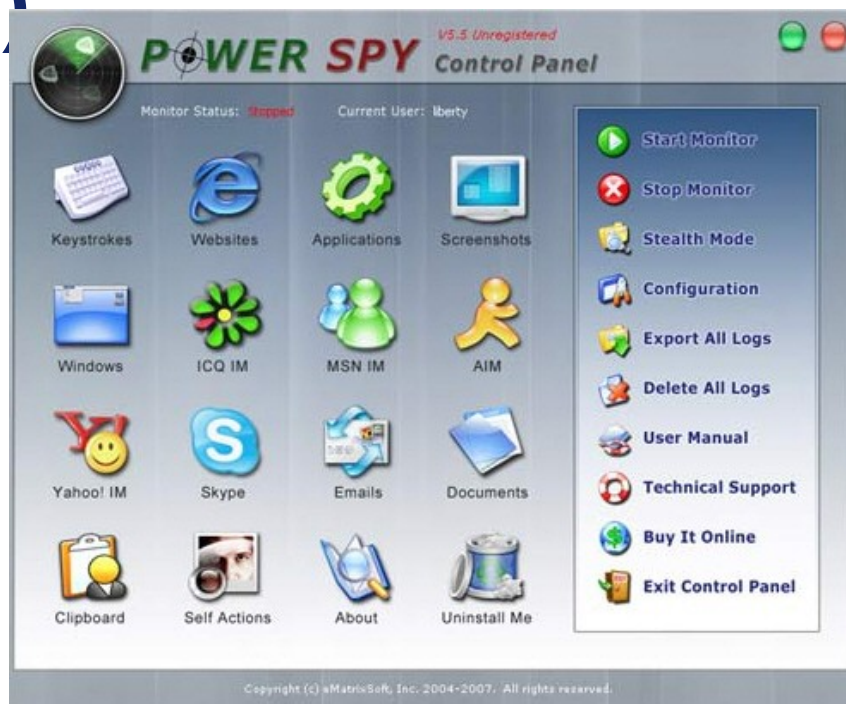 POWER SPY
V5.5 Unregistered
Control Panel
Monitor Status: Stopped
Current User: liberty
Keystrokes
Websites
Applications
Screenshots
Windows
ICQ IM
MSN IM
AIM
Yahoo! IM
Skype
Emails
Documents
Clipboard
Self Actions
About
Uninstall Me
Start Monitor
Stop Monitor
Stealth Mode
Configuration
Export All Logs
Delete All Logs
User Manual
Technical Support
Buy It Online
Exit Control Panel
Copyright (c) eMatrixSoft, Inc. 2004-2007. All rights reserved.